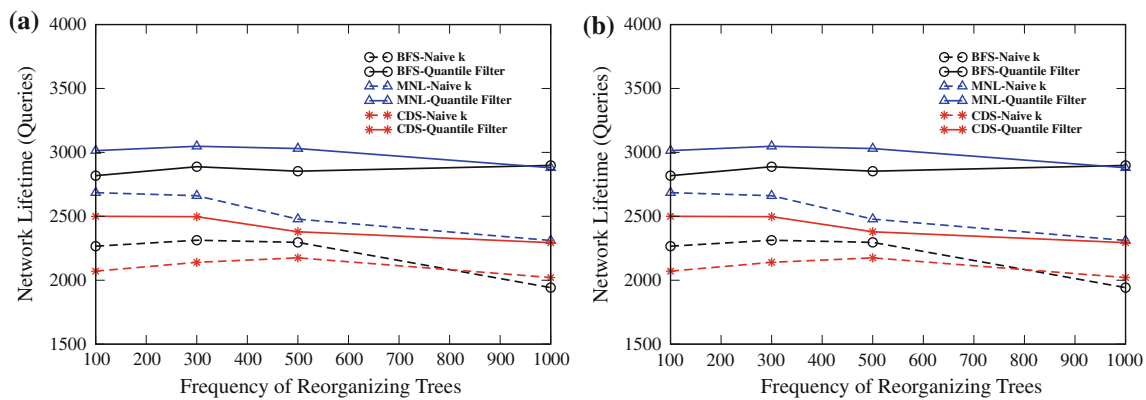 (a)
Network Lifetime (Queries)
4000
3500
3000
2500
2000
1500
BFS-Naive k
BFS-Quantile Filter
MNL-Naive k
MNL-Quantile Filter
CDS-Naive k
CDS-Quantile Filter
100 200 300 400 500 600 700 800 900 1000
Frequency of Reorganizing Trees
(b)
Network Lifetime (Queries)
4000
3500
3000
2500
2000
1500
BFS-Naive k
BFS-Quantile Filter
MNL-Naive k
MNL-Quantile Filter
CDS-Naive k
CDS-Quantile Filter
100 200 300 400 500 600 700 800 900 1000
Frequency of Reorganizing Trees